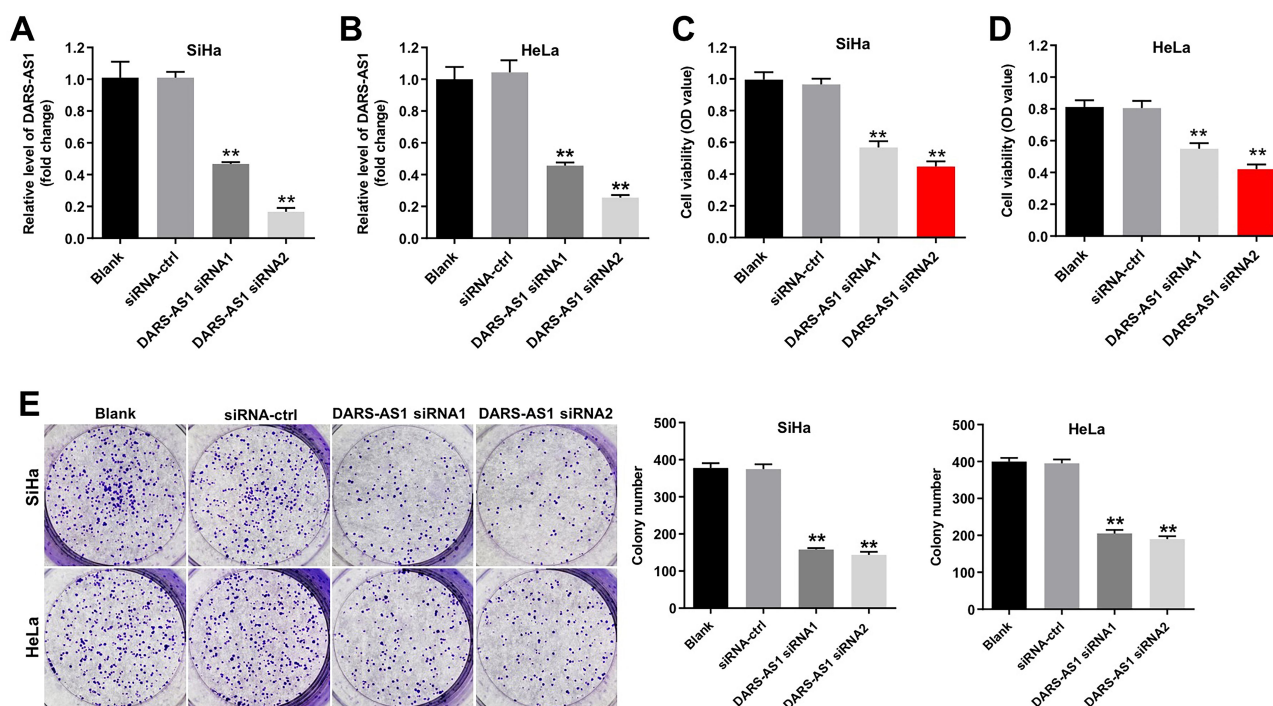 A
SiHa
Relative level of DARS-AS1
(fold change)
1.2
1.0
0.8
0.6
0.4
0.2
0.0
**
**
Blank
siRNA-ctrl
DARS-AS1 siRNA1
DARS-AS1 siRNA2
B
HeLa
Relative level of DARS-AS1
(fold change)
1.2
1.0
0.8
0.6
0.4
0.2
0.0
**
**
Blank
siRNA-ctrl
DARS-AS1 siRNA1
DARS-AS1 siRNA2
C
SiHa
Cell viability (OD value)
1.2
1.0
0.8
0.6
0.4
0.2
0.0
**
**
Blank
siRNA-ctrl
DARS-AS1 siRNA1
DARS-AS1 siRNA2
D
HeLa
Cell viability (OD value)
1.2
1.0
0.8
0.6
0.4
0.2
0.0
**
**
Blank
siRNA-ctrl
DARS-AS1 siRNA1
DARS-AS1 siRNA2
E
Blank siRNA-ctrl DARS-AS1 siRNA1 DARS-AS1 siRNA2
SiHa
HeLa
SiHa
Colony number
500
400
300
200
100
0
**
**
Blank
siRNA-ctrl
DARS-AS1 siRNA1
DARS-AS1 siRNA2
HeLa
Colony number
500
400
300
200
100
0
**
**
Blank
siRNA-ctrl
DARS-AS1 siRNA1
DARS-AS1 siRNA2